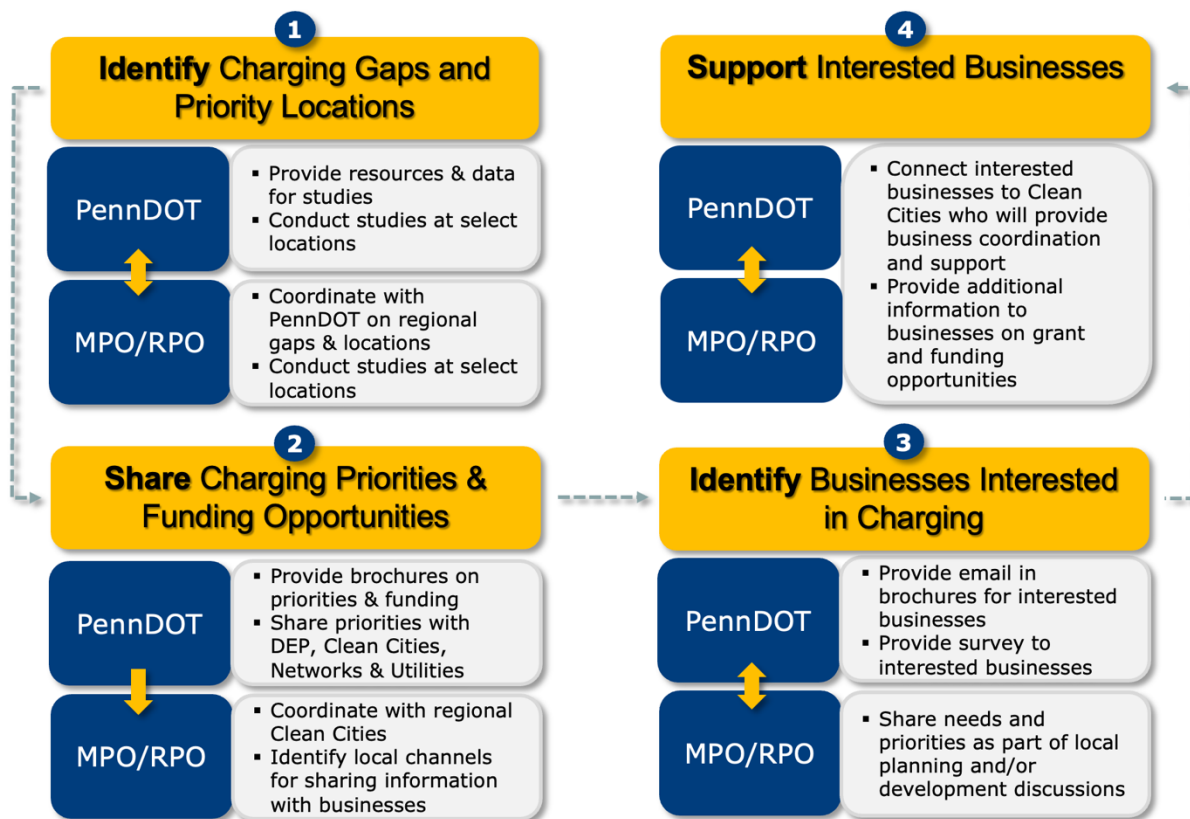 1
Identify Charging Gaps and
Priority Locations
PennDOT
▪ Provide resources & data
for studies
▪ Conduct studies at select
locations
MPO/RPO
▪ Coordinate with
PennDOT on regional
gaps & locations
▪ Conduct studies at select
locations
2
Share Charging Priorities &
Funding Opportunities
PennDOT
▪ Provide brochures on
priorities & funding
▪ Share priorities with
DEP, Clean Cities,
Networks & Utilities
MPO/RPO
▪ Coordinate with regional
Clean Cities
▪ Identify local channels
for sharing information
with businesses
3
Identify Businesses Interested
in Charging
PennDOT
▪ Provide email in
brochures for interested
businesses
▪ Provide survey to
interested businesses
MPO/RPO
▪ Share needs and
priorities as part of local
planning and/or
development discussions
4
Support Interested Businesses
PennDOT
MPO/RPO
▪ Connect interested
businesses to Clean
Cities who will provide
business coordination
and support
▪ Provide additional
information to
businesses on grant
and funding
opportunities